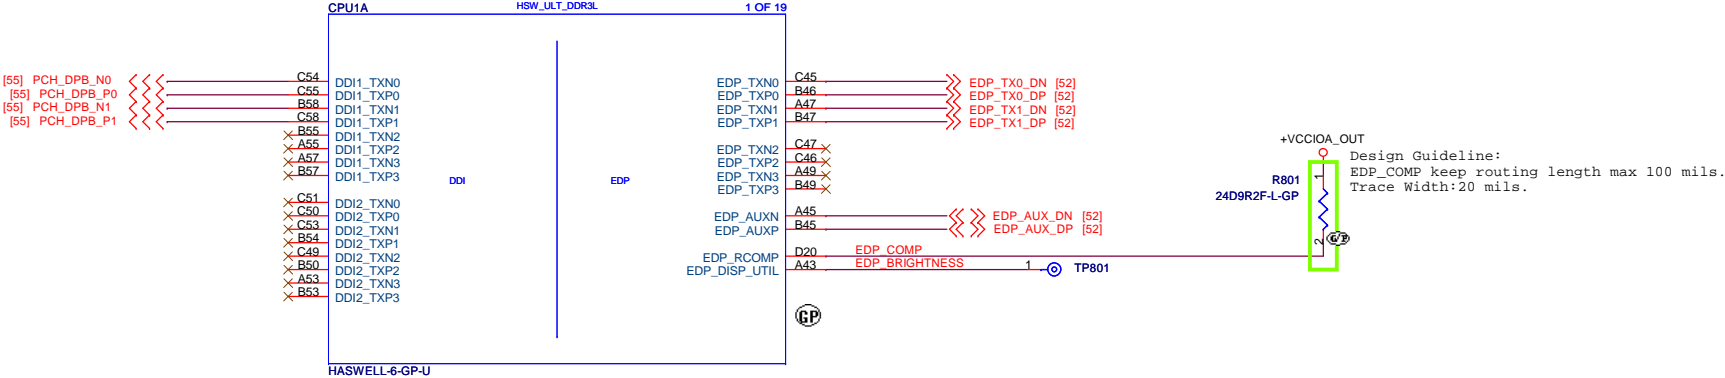 CPU1A HSW_ULT_DDR3L 1 OF 19
[55] PCH_DPB_N0 C54 DDI1_TXN0 EDP_TXN0 C45 EDP_TX0_DN [52]
[55] PCH_DPB_P0 C55 DDI1_TXP0 EDP_TXP0 B46 EDP_TX0_DP [52]
[55] PCH_DPB_N1 B58 DDI1_TXN1 EDP_TXN1 A47 EDP_TX1_DN [52]
[55] PCH_DPB_P1 C58 DDI1_TXP1 EDP_TXP1 B47 EDP_TX1_DP [52]
B55 DDI1_TXN2
A55 DDI1_TXP2 EDP_TXN2 C47
A57 DDI1_TXN3 EDP_TXP2 C46
B57 DDI1_TXP3 EDP_TXN3 A49
EDP_TXP3 B49
DDI EDP
C51 DDI2_TXN0
C50 DDI2_TXP0 EDP_AUXN A45 EDP_AUX_DN [52]
C53 DDI2_TXN1 EDP_AUXP B45 EDP_AUX_DP [52]
B54 DDI2_TXP1
C49 DDI2_TXN2 EDP_RCOMP D20 EDP_COMP
B50 DDI2_TXP2 EDP_DISP_UTIL A43 EDP_BRIGHTNESS 1 TP801
A53 DDI2_TXN3
B53 DDI2_TXP3
GP
HASWELL-6-GP-U
+VCCIOA_OUT
1
R801
24D9R2F-L-GP
2
G/P
Design Guideline:
EDP_COMP keep routing length max 100 mils.
Trace Width:20 mils.